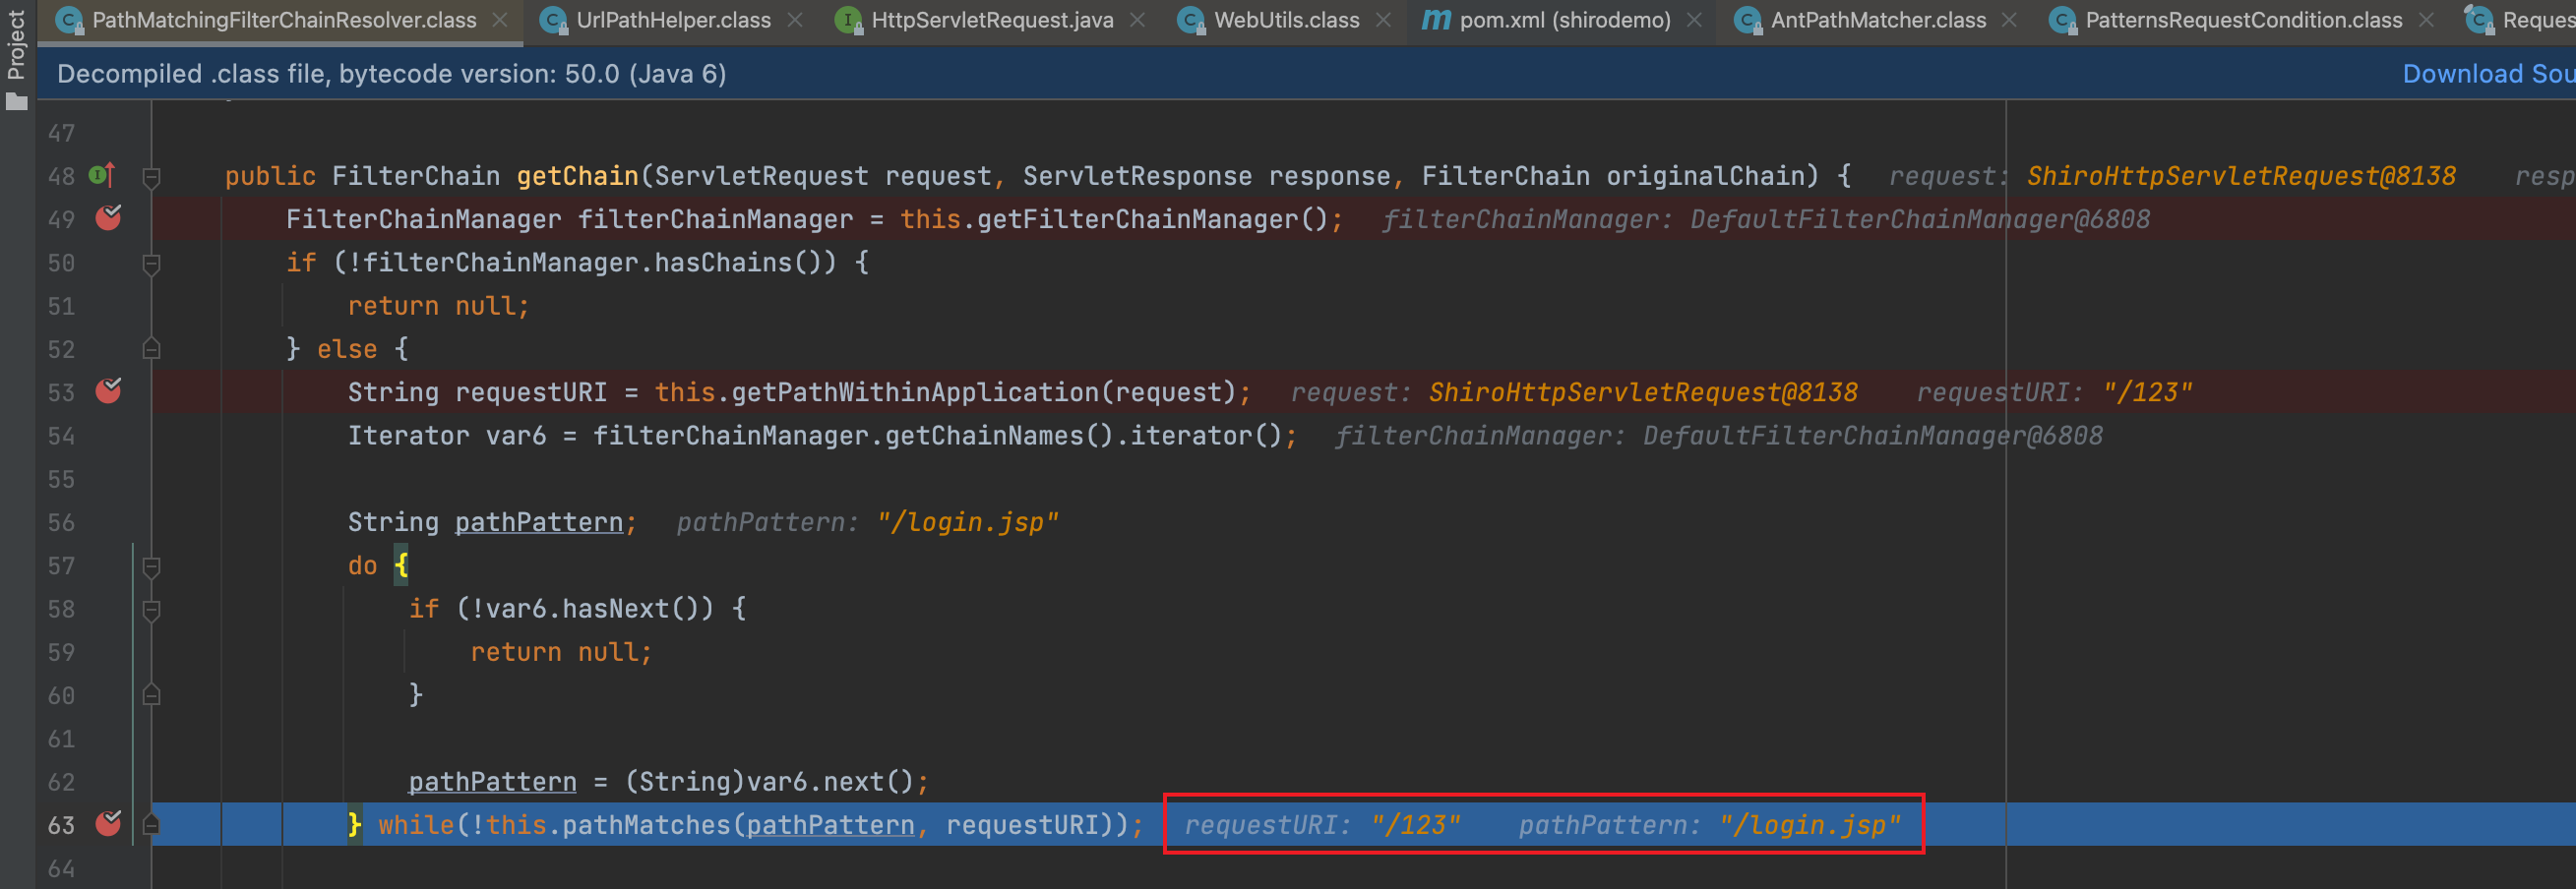 Project
PathMatchingFilterChainResolver.class UrlPathHelper.class HttpServletRequest.java WebUtils.class pom.xml (shirodemo) AntPathMatcher.class PatternsRequestCondition.class Reques
Decompiled .class file, bytecode version: 50.0 (Java 6) Download Sou
47
48 public FilterChain getChain(ServletRequest request, ServletResponse response, FilterChain originalChain) { request: ShiroHttpServletRequest@8138 resp
49 FilterChainManager filterChainManager = this.getFilterChainManager(); filterChainManager: DefaultFilterChainManager@6808
50 if (!filterChainManager.hasChains()) {
51 return null;
52 } else {
53 String requestURI = this.getPathWithinApplication(request); request: ShiroHttpServletRequest@8138 requestURI: "/123"
54 Iterator var6 = filterChainManager.getChainNames().iterator(); filterChainManager: DefaultFilterChainManager@6808
55
56 String pathPattern; pathPattern: "/login.jsp"
57 do {
58 if (!var6.hasNext()) {
59 return null;
60 }
61
62 pathPattern = (String)var6.next();
63 } while(!this.pathMatches(pathPattern, requestURI)); requestURI: "/123" pathPattern: "/login.jsp"
64